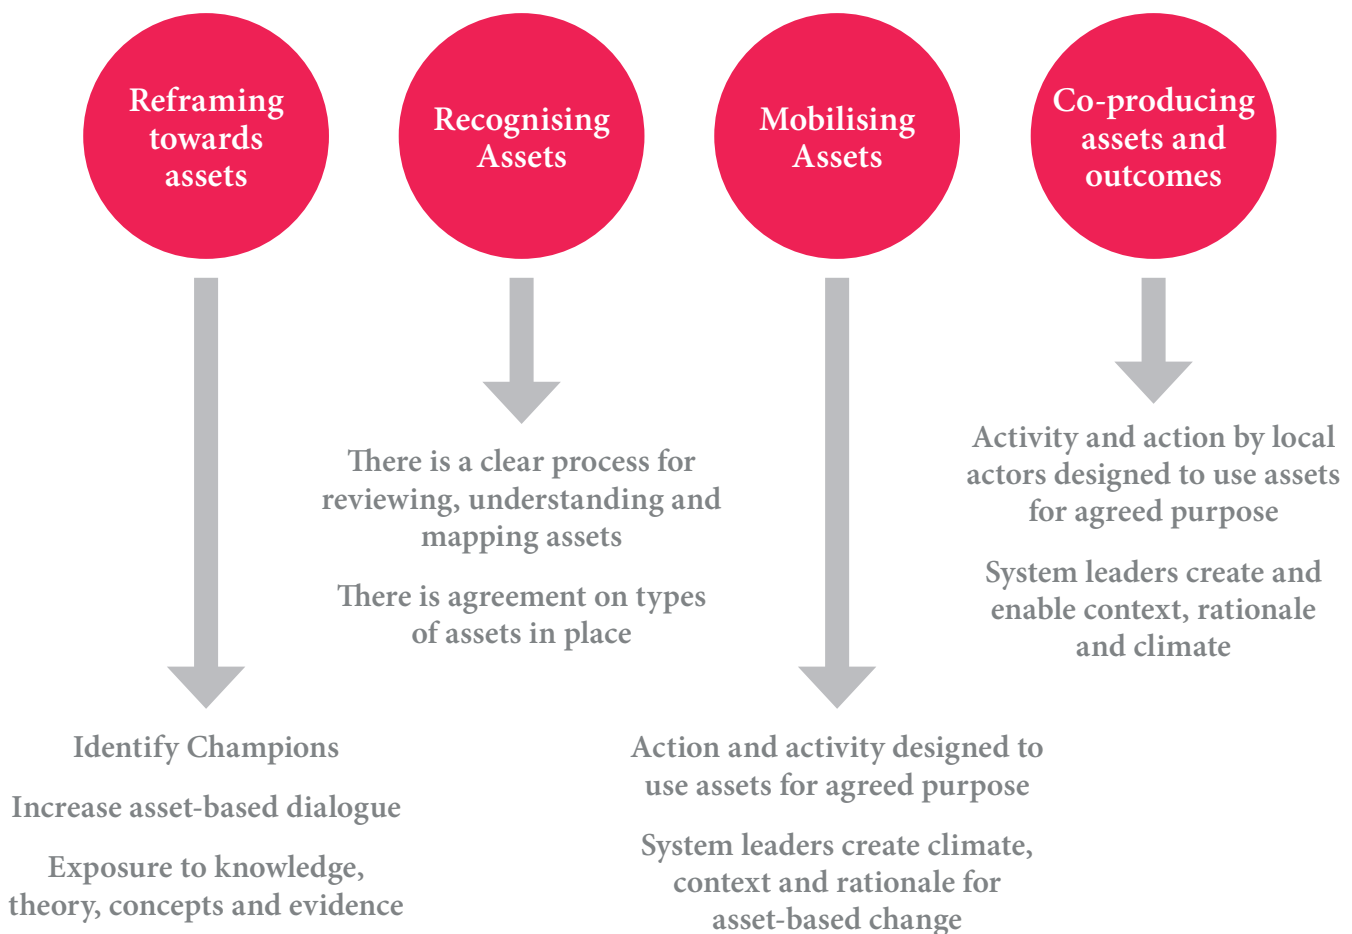 Reframing
towards
assets
Recognising
Assets
Mobilising
Assets
Co-producing
assets and
outcomes
There is a clear process for
reviewing, understanding and
mapping assets
There is agreement on types
of assets in place
Activity and action by local
actors designed to use assets
for agreed purpose
System leaders create and
enable context, rationale
and climate
Identify Champions
Increase asset-based dialogue
Exposure to knowledge,
theory, concepts and evidence
Action and activity designed to
use assets for agreed purpose
System leaders create climate,
context and rationale for
asset-based change